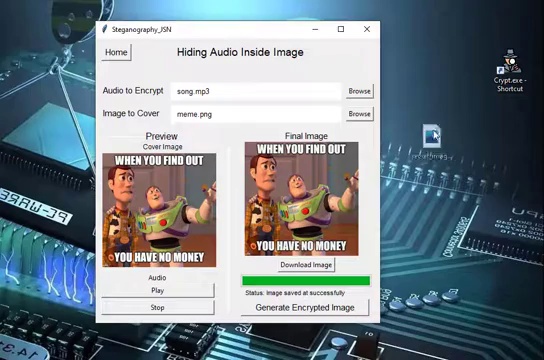 Steganography_JSN
Home
Hiding Audio Inside Image
Audio to Encrypt
song.mp3
Browse
Image to Cover
meme.png
Browse
Preview
Cover Image
WHEN YOU FIND OUT
YOU HAVE NO MONEY
Audio
Play
Stop
Final Image
WHEN YOU FIND OUT
YOU HAVE NO MONEY
Download Image
Status: Image saved at successfully
Generate Encrypted Image
Crypt.exe -
Shortcut
PC-WARE